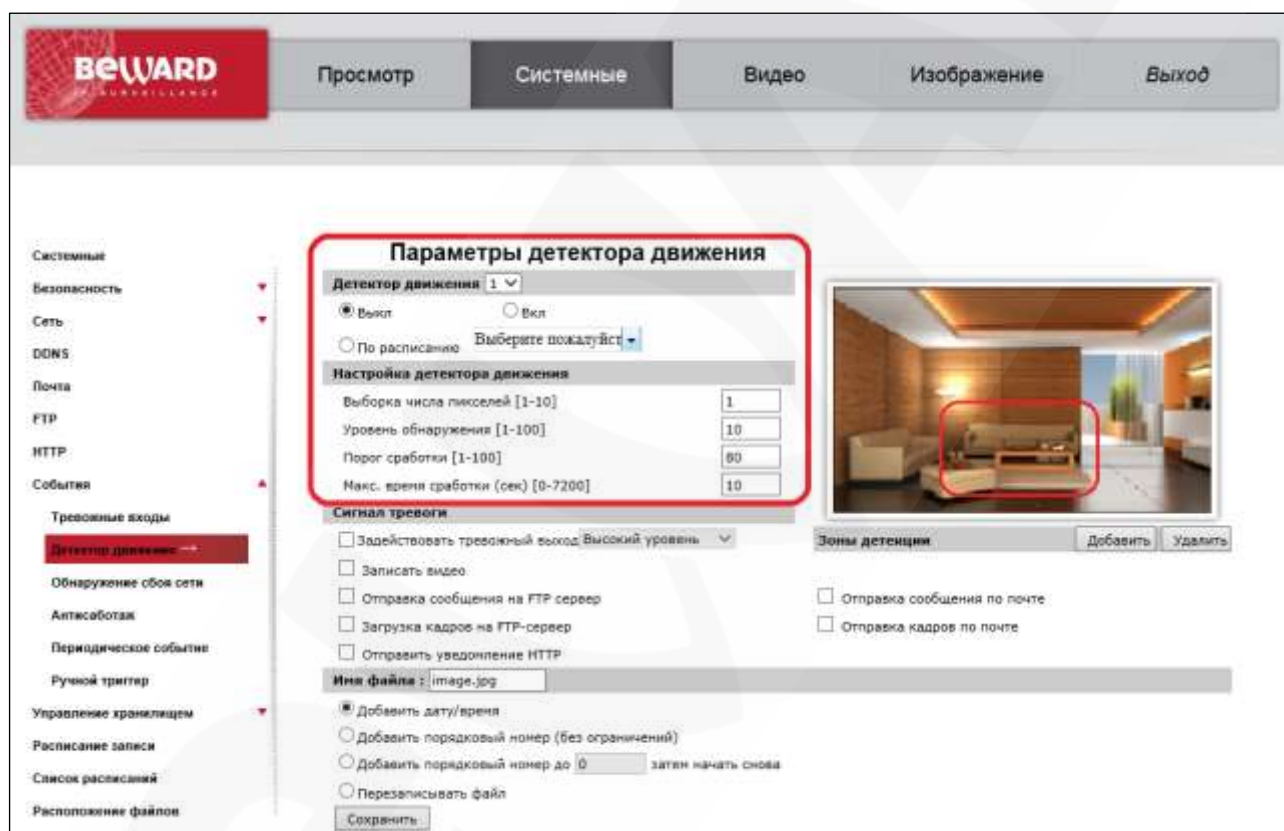 BEWARD
IP SURVEILLANCE
Просмотр
Системные
Видео
Изображение
Выход
Системные
Безопасность
Сеть
DDNS
Почта
FTP
HTTP
События
Тревожные входы
Детектор движения →
Обнаружение сбоя сети
Антисаботаж
Периодическое событие
Ручной триггер
Управление хранилищем
Расписание записи
Список расписаний
Расположение файлов
Параметры детектора движения
Детектор движения 1
Выкл Вкл
По расписанию Выберите пожалуйст
Настройка детектора движения
Выборка числа пикселей [1-10] 1
Уровень обнаружения [1-100] 10
Порог сработки [1-100] 80
Макс. время сработки (сек) [0-7200] 10
Сигнал тревоги
Задействовать тревожный выход Высокий уровень
Зоны детекции Добавить Удалить
Записать видео
Отправка сообщения на FTP сервер
Отправка сообщения по почте
Загрузка кадров на FTP-сервер
Отправка кадров по почте
Отправить уведомление HTTP
Имя файла : image.jpg
Добавить дату/время
Добавить порядковый номер (без ограничений)
Добавить порядковый номер до 0 затем начать снова
Перезаписывать файл
Сохранить